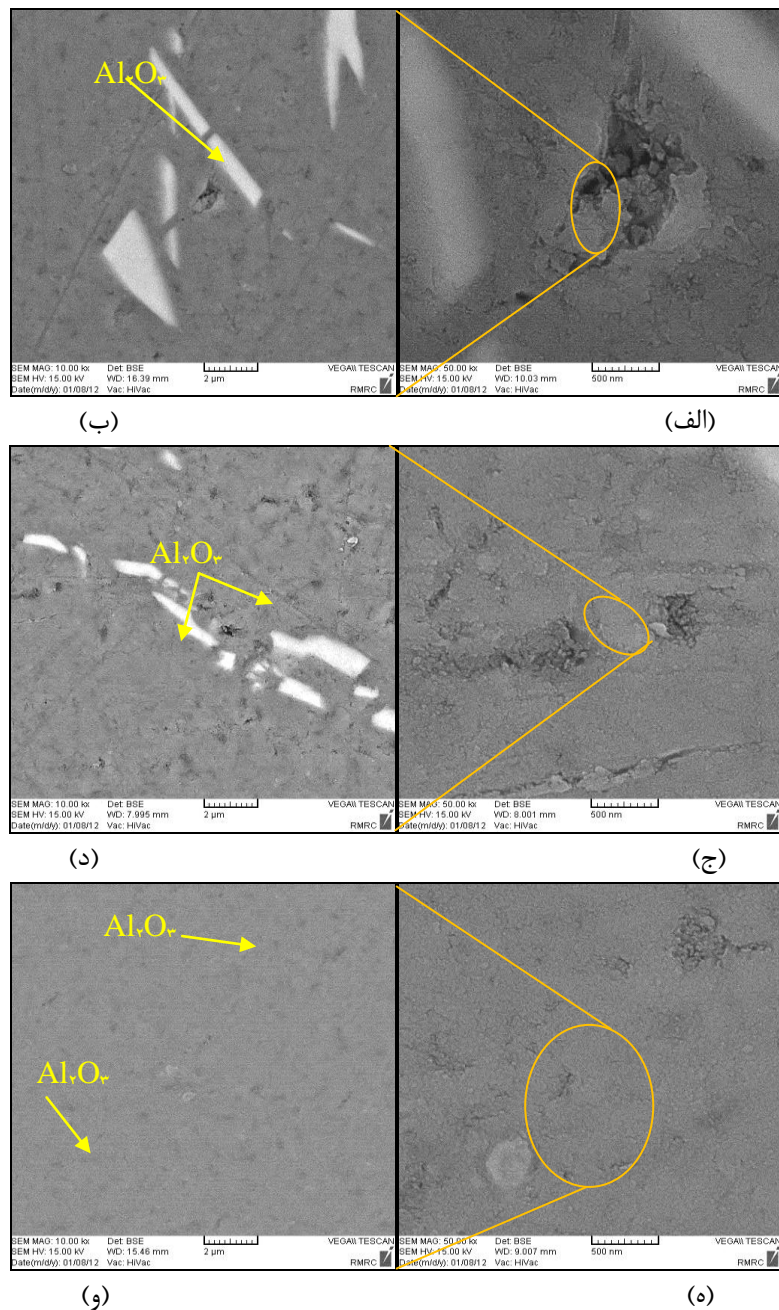 Al۲O۳
SEM MAG: 10.00 kx Det: BSE
SEM HV: 15.00 kV WD: 16.39 mm 2 µm VEGA\\ TESCAN
Date(m/d/y): 01/08/12 Vac: HiVac RMRC
SEM MAG: 50.00 kx Det: BSE
SEM HV: 15.00 kV WD: 10.03 mm 500 nm VEGA\\ TESCAN
Date(m/d/y): 01/08/12 Vac: HiVac RMRC
(الف) (ب)
Al۲O۳
SEM MAG: 10.00 kx Det: BSE
SEM HV: 15.00 kV WD: 7.995 mm 2 µm VEGA\\ TESCAN
Date(m/d/y): 01/08/12 Vac: HiVac RMRC
SEM MAG: 50.00 kx Det: BSE
SEM HV: 15.00 kV WD: 8.001 mm 500 nm VEGA\\ TESCAN
Date(m/d/y): 01/08/12 Vac: HiVac RMRC
(ج) (د)
Al۲O۳
Al۲O۳
SEM MAG: 10.00 kx Det: BSE
SEM HV: 15.00 kV WD: 15.46 mm 2 µm VEGA\\ TESCAN
Date(m/d/y): 01/08/12 Vac: HiVac RMRC
SEM MAG: 50.00 kx Det: BSE
SEM HV: 15.00 kV WD: 9.007 mm 500 nm VEGA\\ TESCAN
Date(m/d/y): 01/08/12 Vac: HiVac RMRC
(ه) (و)